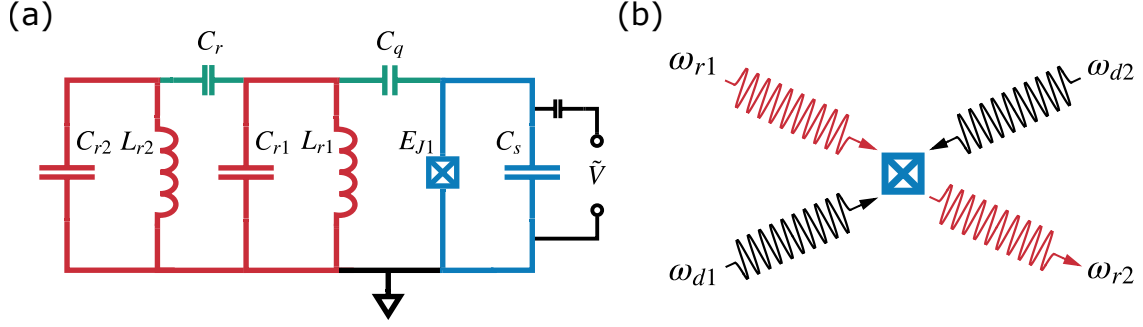 (a)
(b)
C_r
C_q
C_{r2}
L_{r2}
C_{r1}
L_{r1}
E_{J1}
C_s
Ṽ
ω_{r1}
ω_{d2}
ω_{d1}
ω_{r2}